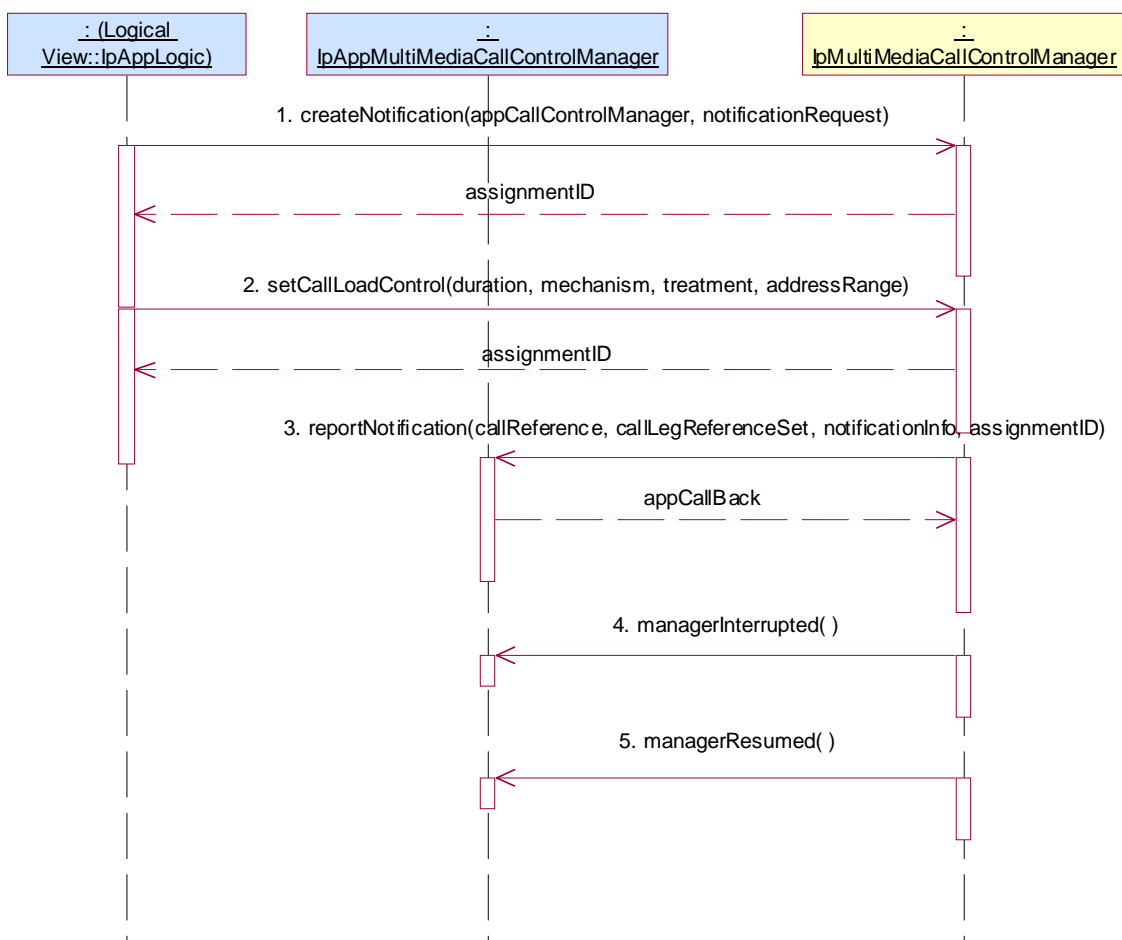 : (Logical
View::IpAppLogic)
:
IpAppMultiMediaCallControlManager
:
IpMultiMediaCallControlManager
1. createNotification(appCallControlManager, notificationRequest)
assignmentID
2. setCallLoadControl(duration, mechanism, treatment, addressRange)
assignmentID
3. reportNotification(callReference, callLegReferenceSet, notificationInfo, assignmentID)
appCallBack
4. managerInterrupted( )
5. managerResumed( )